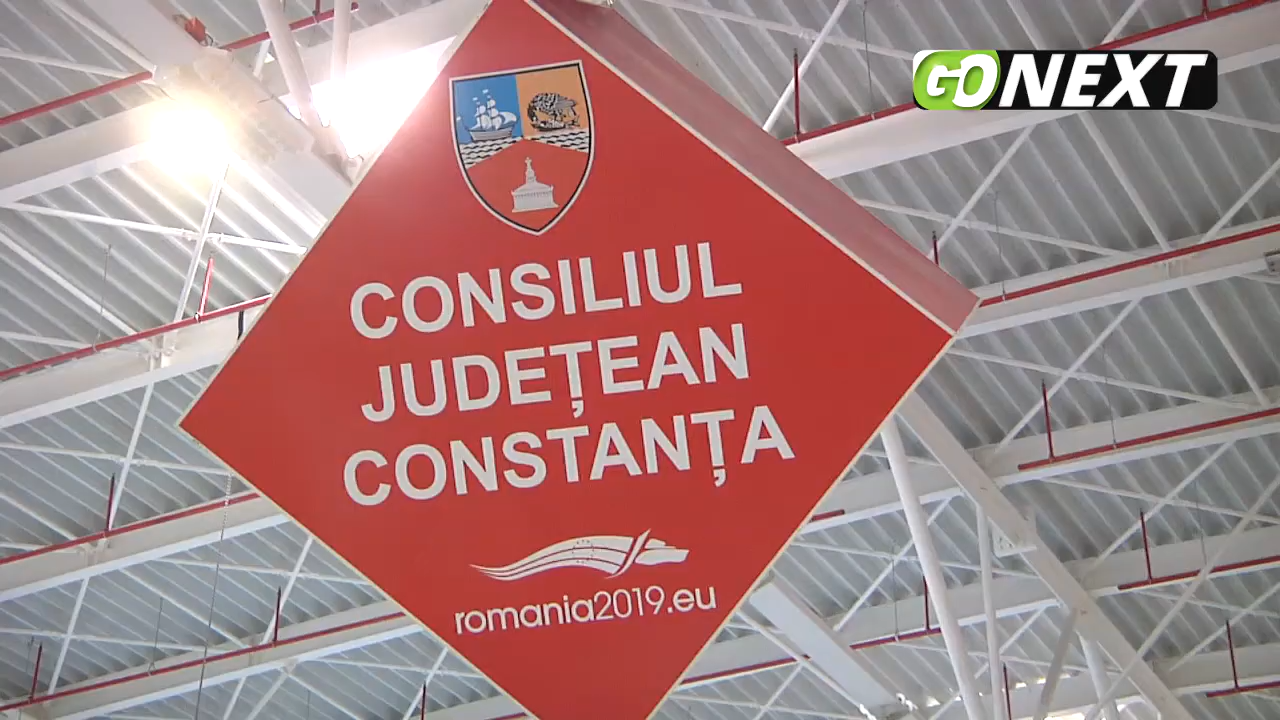 GONEXT
CONSILIUL
JUDEȚEAN
CONSTANȚA
romania2019.eu